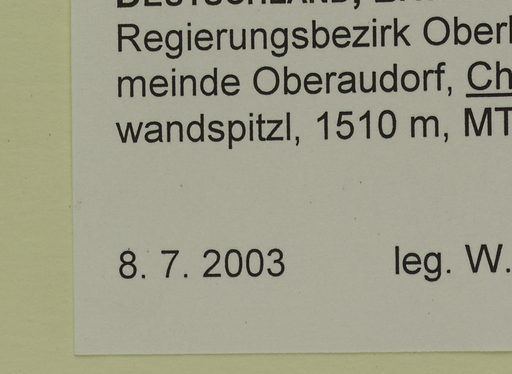 Regierungsbezirk Ober
meinde Oberaudorf, Ch
wandspitzl, 1510 m, MT
8. 7. 2003 leg. W.